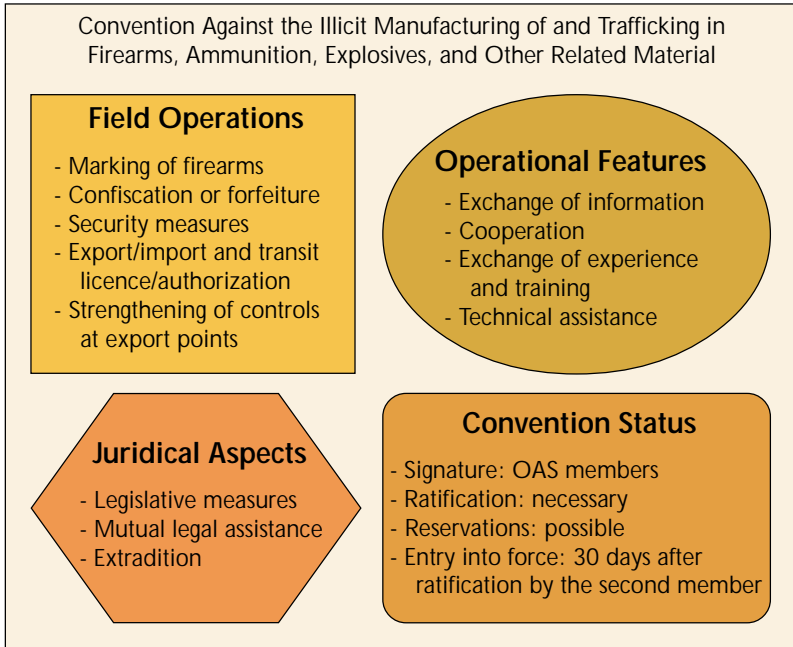 Convention Against the Illicit Manufacturing of and Trafficking in
Firearms, Ammunition, Explosives, and Other Related Material
Field Operations
- Marking of firearms
- Confiscation or forfeiture
- Security measures
- Export/import and transit
licence/authorization
- Strengthening of controls
at export points
Operational Features
- Exchange of information
- Cooperation
- Exchange of experience
and training
- Technical assistance
Juridical Aspects
- Legislative measures
- Mutual legal assistance
- Extradition
Convention Status
- Signature: OAS members
- Ratification: necessary
- Reservations: possible
- Entry into force: 30 days after
ratification by the second member